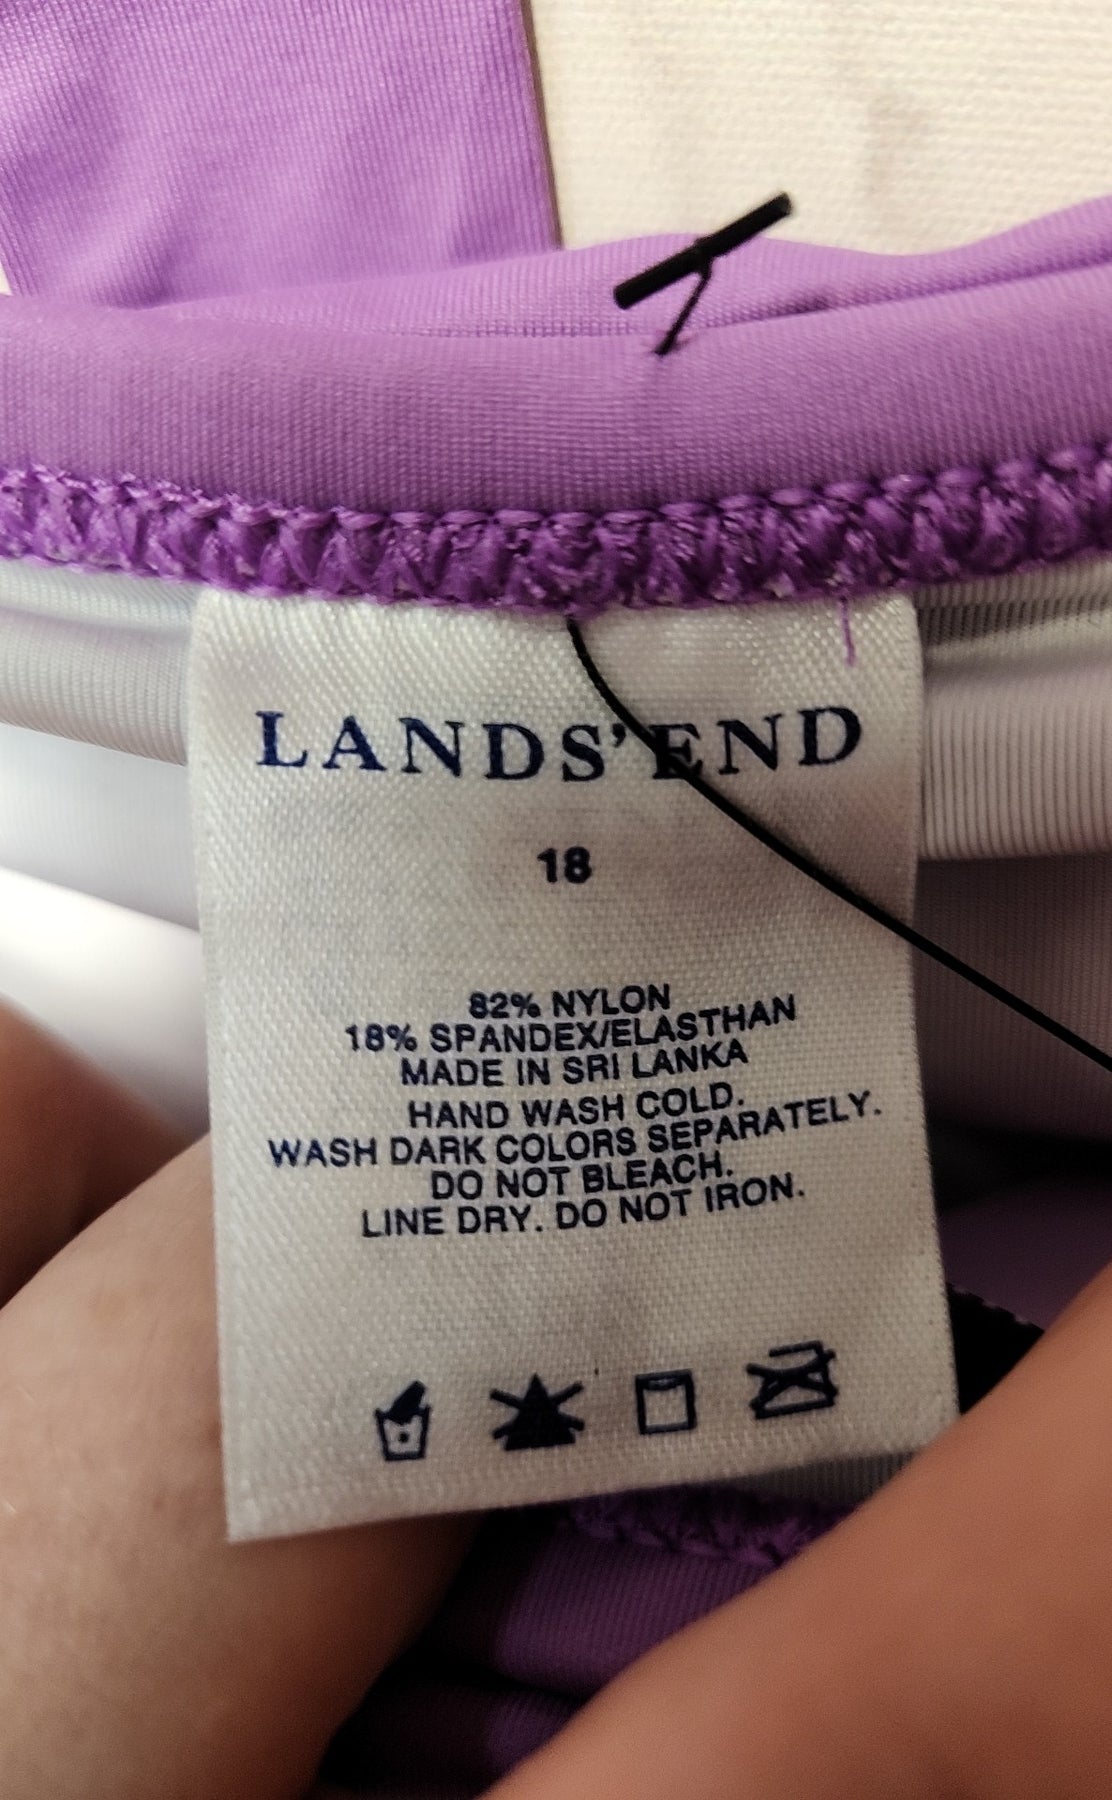 LANDS' END
18
82% NYLON
18% SPANDEX/ELASTHAN
MADE IN SRI LANKA
HAND WASH COLD.
WASH DARK COLORS SEPARATELY.
DO NOT BLEACH.
LINE DRY. DO NOT IRON.